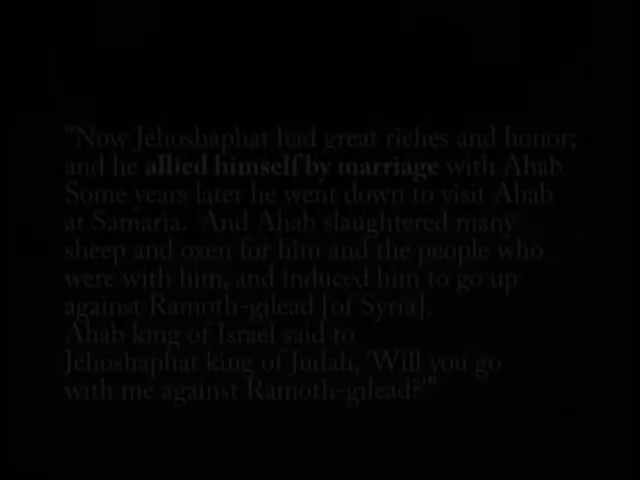 "Now Jehoshaphat had great riches and honor;
and he allied himself by marriage with Ahab.
Some years later he went down to visit Ahab
at Samaria.  And Ahab slaughtered many
sheep and oxen for him and the people who
were with him, and induced him to go up
against Ramoth-gilead [of Syria].
Ahab king of Israel said to
Jehoshaphat king of Judah, 'Will you go
with me against Ramoth-gilead?'"